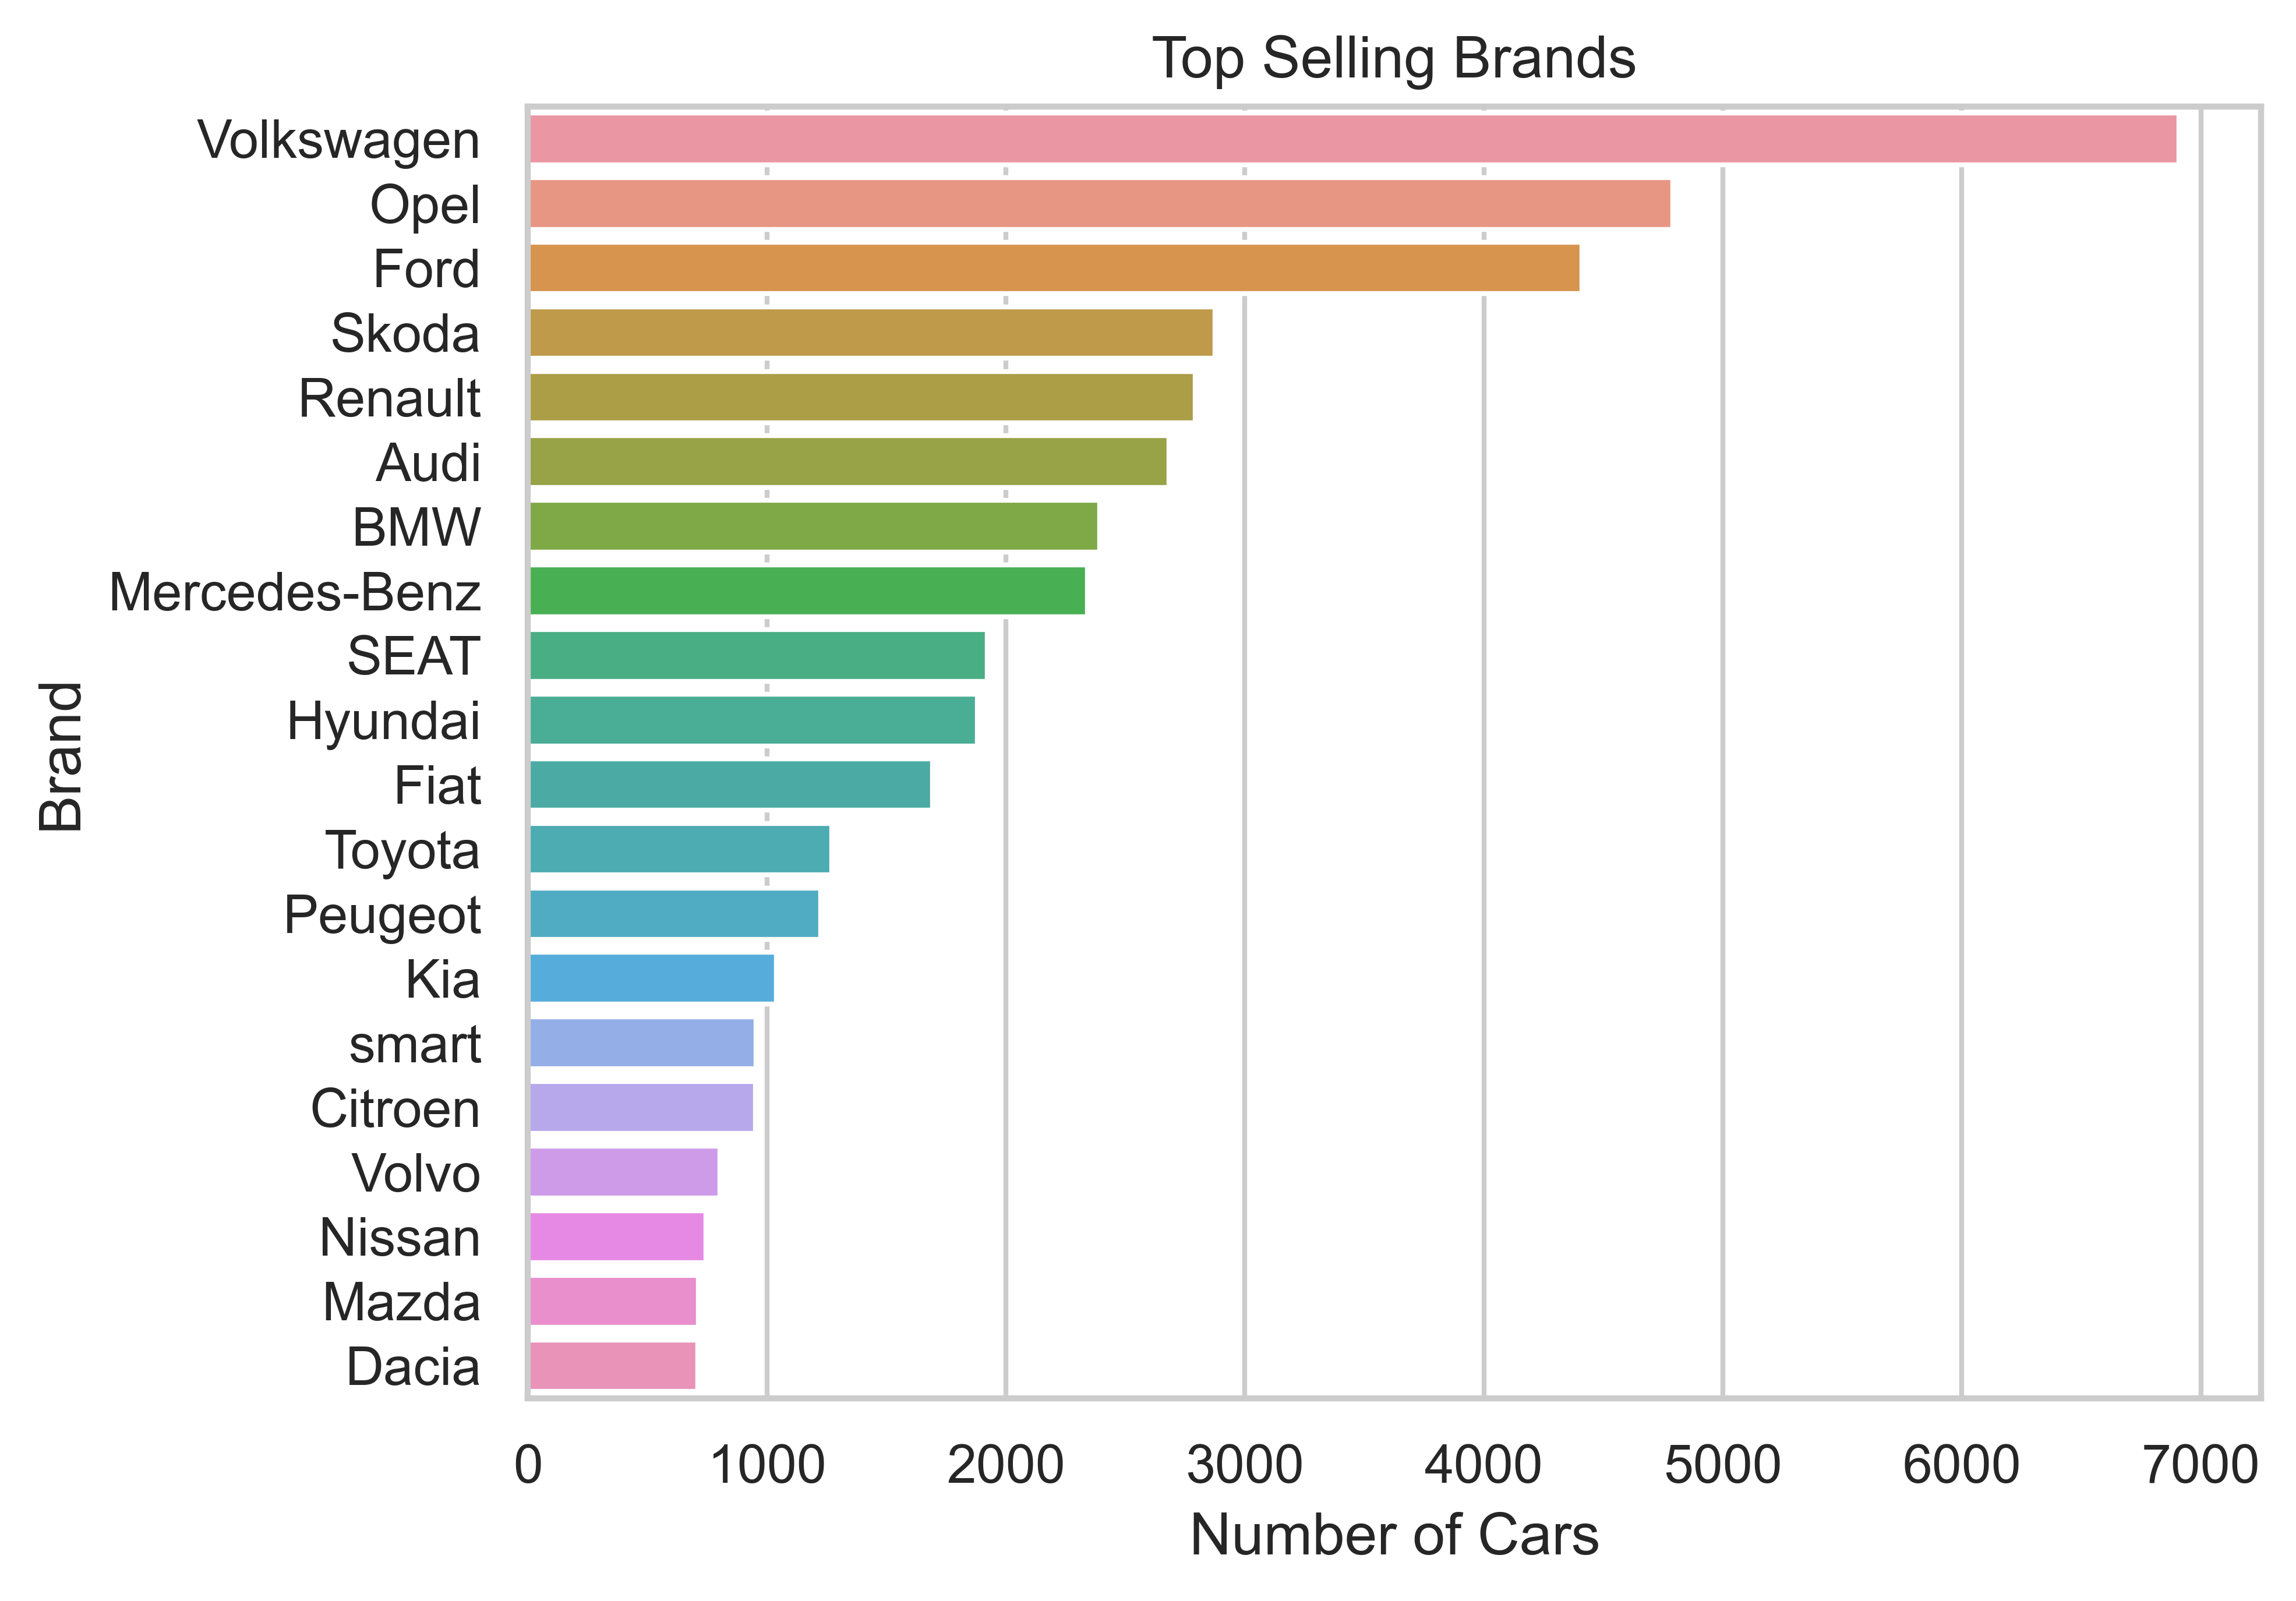 Top Selling Brands
Volkswagen
Opel
Ford
Skoda
Renault
Audi
BMW
Mercedes-Benz
SEAT
Hyundai
Fiat
Toyota
Peugeot
Kia
smart
Citroen
Volvo
Nissan
Mazda
Dacia
Brand
0 1000 2000 3000 4000 5000 6000 7000
Number of Cars